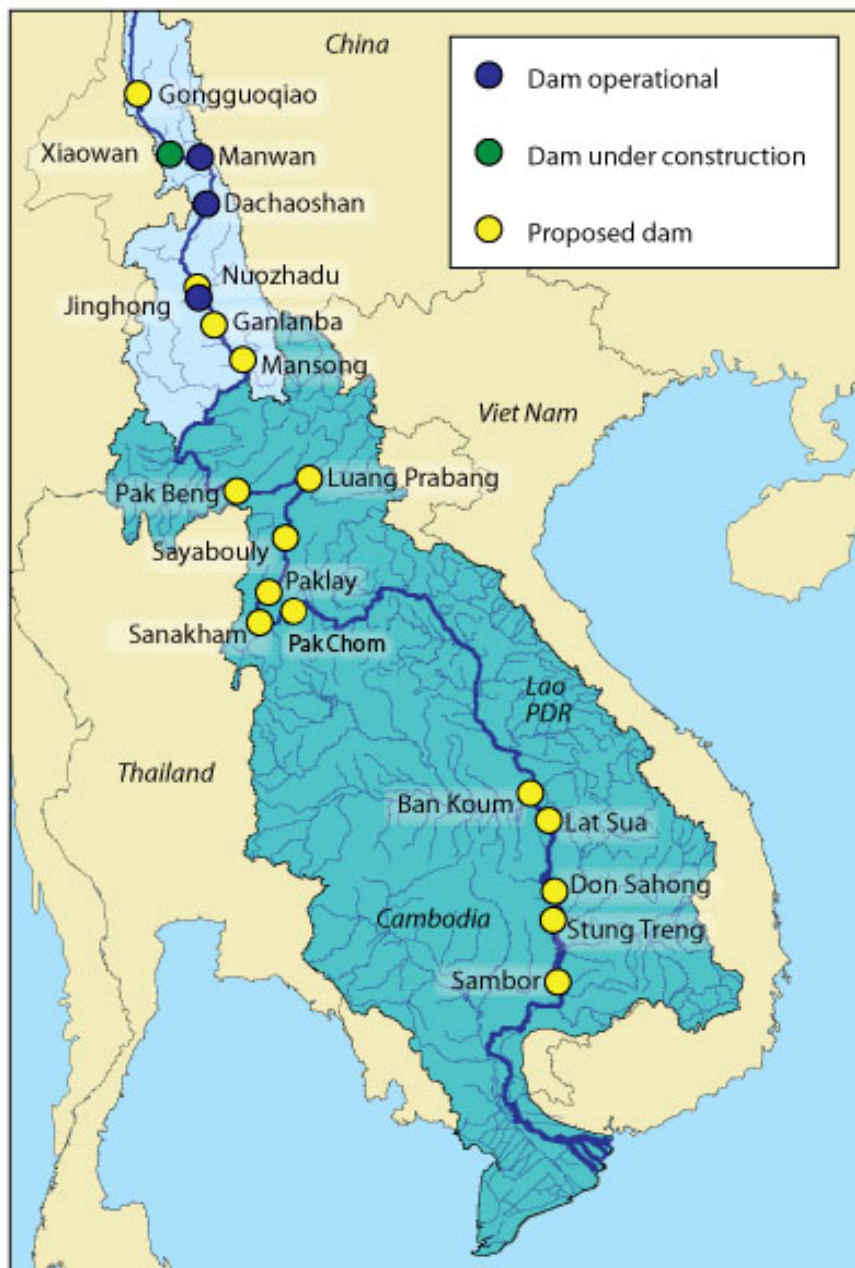 China
Dam operational
Dam under construction
Proposed dam
Gongguoqiao
Xiaowan
Manwan
Dachaoshan
Nuozhadu
Jinghong
Ganlanba
Mansong
Viet Nam
Luang Prabang
Pak Beng
Sayabouly
Paklay
Sanakham
Pak Chom
Lao
PDR
Thailand
Ban Koum
Lat Sua
Don Sahong
Cambodia
Stung Treng
Sambor